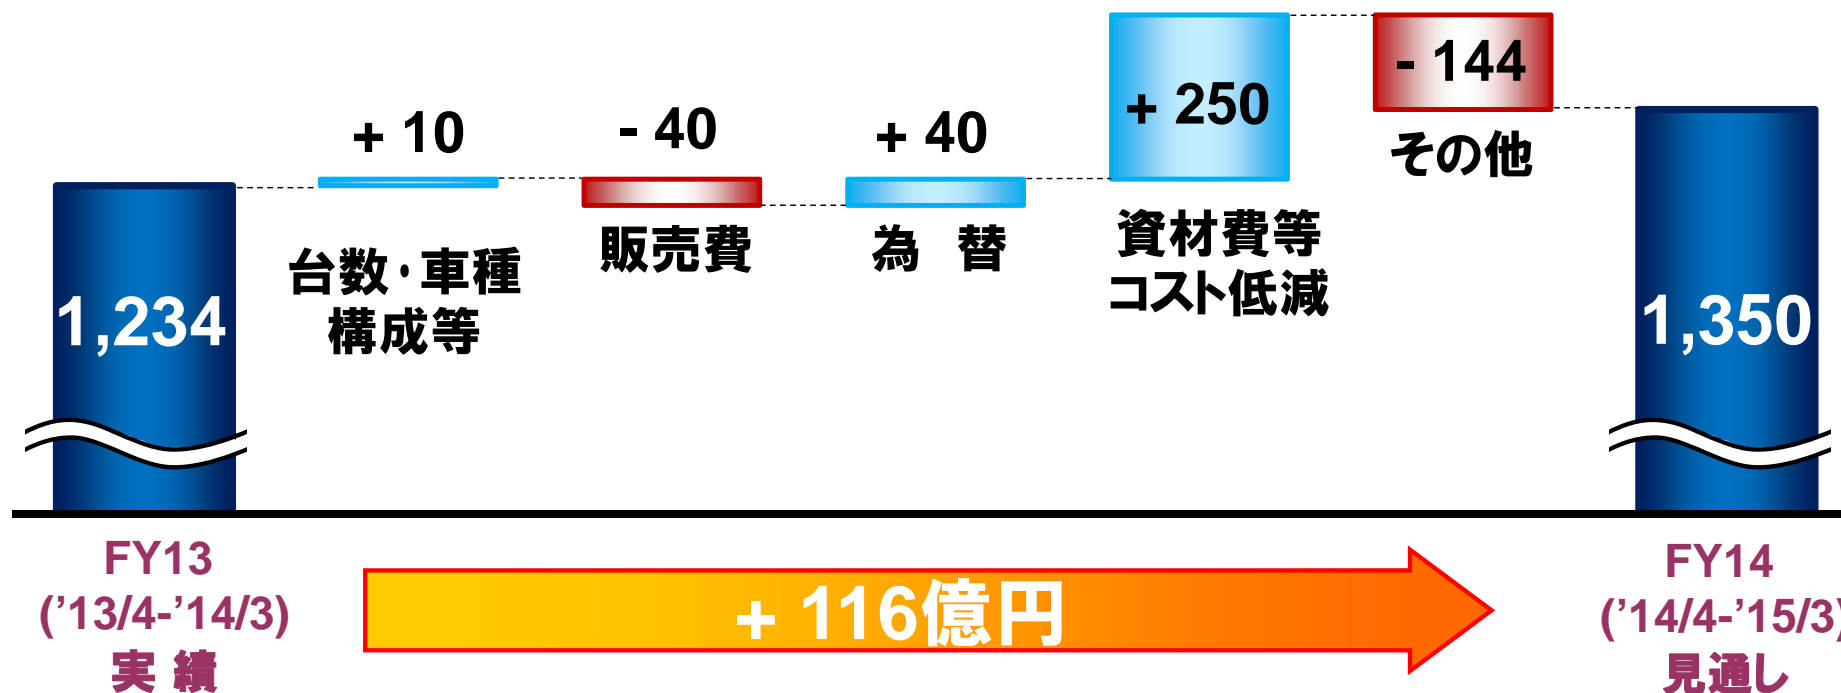 + 10
- 40
+ 40
+ 250
- 144
その他
台数・車種
構成等
販売費
為　替
資材費等
コスト低減
1,234
1,350
FY13
(’13/4-’14/3)
実 績
+ 116億円
FY14
(’14/4-’15/3)
見通し